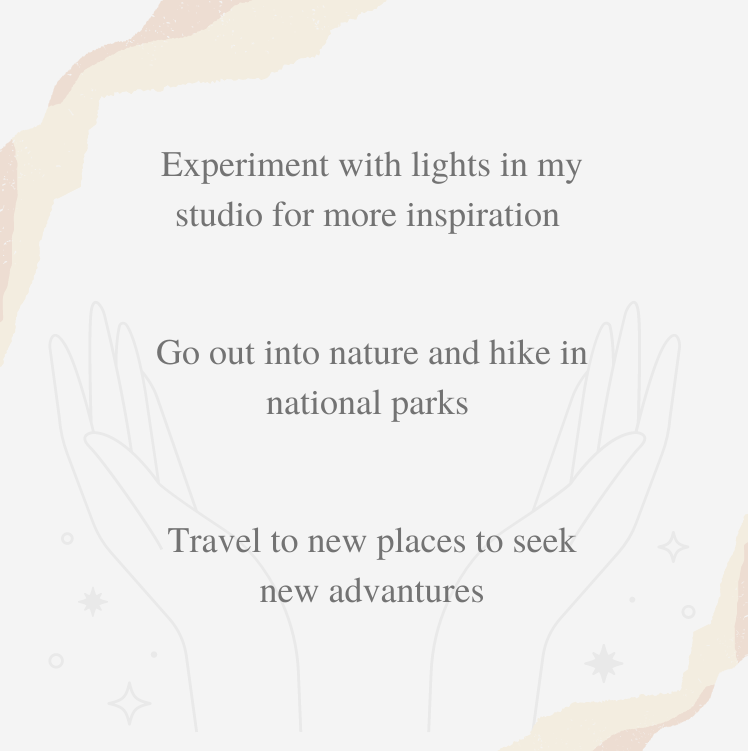 Experiment with lights in my
studio for more inspiration
Go out into nature and hike in
national parks
Travel to new places to seek
new advantures